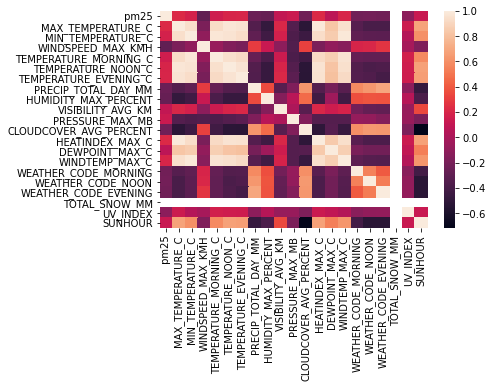 pm25
MAX_TEMPERATURE_C
MIN_TEMPERATURE_C
WINDSPEED_MAX_KMH
TEMPERATURE_MORNING_C
TEMPERATURE_NOON_C
TEMPERATURE_EVENING_C
PRECIP_TOTAL_DAY_MM
HUMIDITY_MAX_PERCENT
VISIBILITY_AVG_KM
PRESSURE_MAX_MB
CLOUDCOVER_AVG_PERCENT
HEATINDEX_MAX_C
DEWPOINT_MAX_C
WINDTEMP_MAX_C
WEATHER_CODE_MORNING
WEATHER_CODE_NOON
WEATHER_CODE_EVENING
TOTAL_SNOW_MM
UV_INDEX
SUNHOUR
pm25
MAX_TEMPERATURE_C
MIN_TEMPERATURE_C
WINDSPEED_MAX_KMH
TEMPERATURE_MORNING_C
TEMPERATURE_NOON_C
TEMPERATURE_EVENING_C
PRECIP_TOTAL_DAY_MM
HUMIDITY_MAX_PERCENT
VISIBILITY_AVG_KM
PRESSURE_MAX_MB
CLOUDCOVER_AVG_PERCENT
HEATINDEX_MAX_C
DEWPOINT_MAX_C
WINDTEMP_MAX_C
WEATHER_CODE_MORNING
WEATHER_CODE_NOON
WEATHER_CODE_EVENING
TOTAL_SNOW_MM
UV_INDEX
SUNHOUR
1.0
0.8
0.6
0.4
0.2
0.0
−0.2
−0.4
−0.6